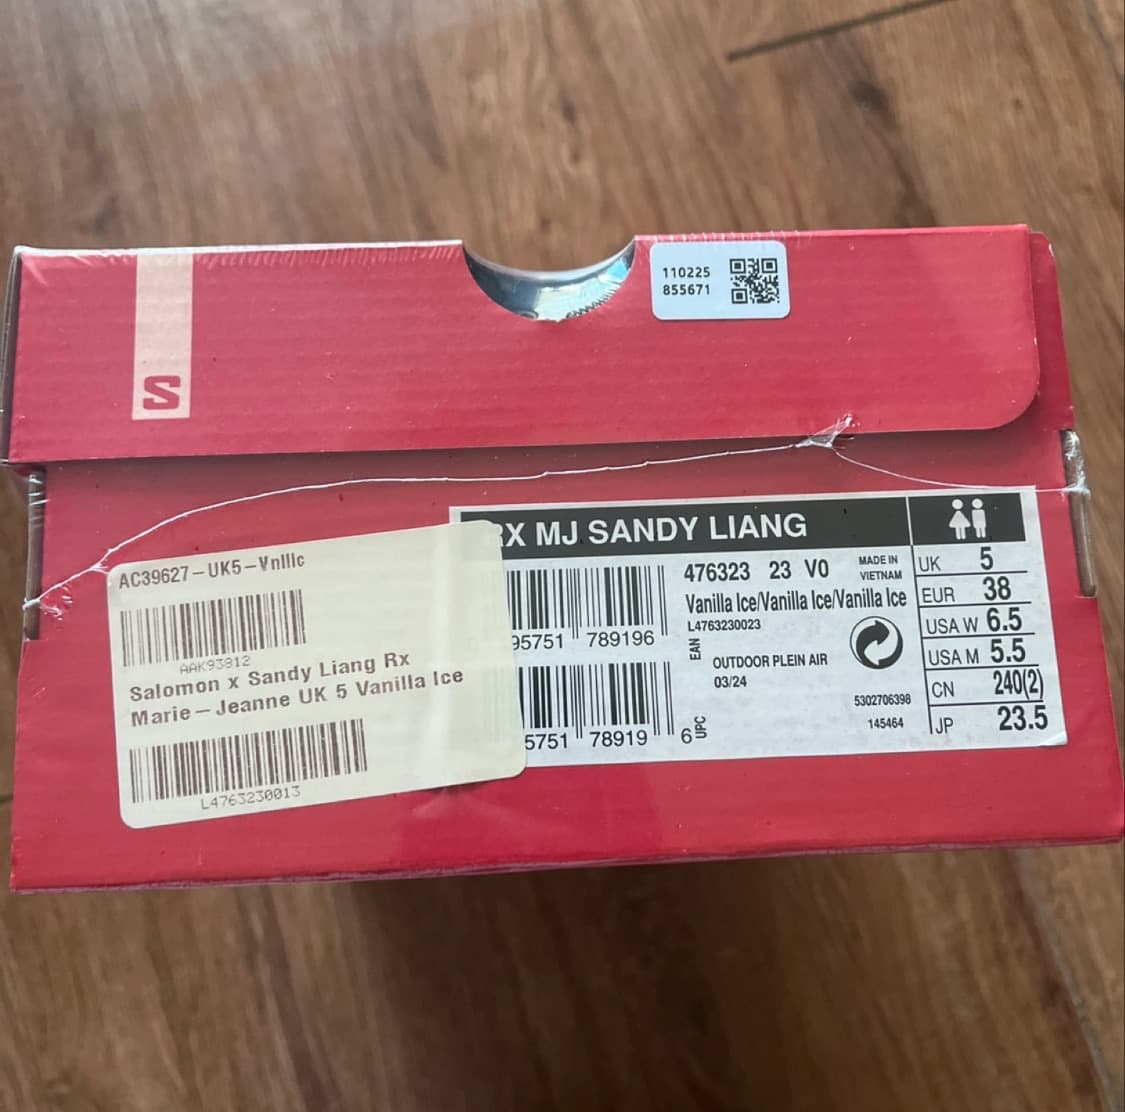 110225
855671
S
AC39627-UK5-Vnlllc
AAK93812
Salomon x Sandy Liang Rx
Marie-Jeanne UK 5 Vanilla Ice
L4763230013
RX MJ SANDY LIANG
95751 789196
5751 78919 6
EAN
UPC
476323 23 V0
MADE IN
VIETNAM
Vanilla Ice/Vanilla Ice/Vanilla Ice
L4763230023
OUTDOOR PLEIN AIR
03/24
5302706398
145464
UK 5
EUR 38
USA W 6.5
USA M 5.5
CN 240(2)
JP 23.5